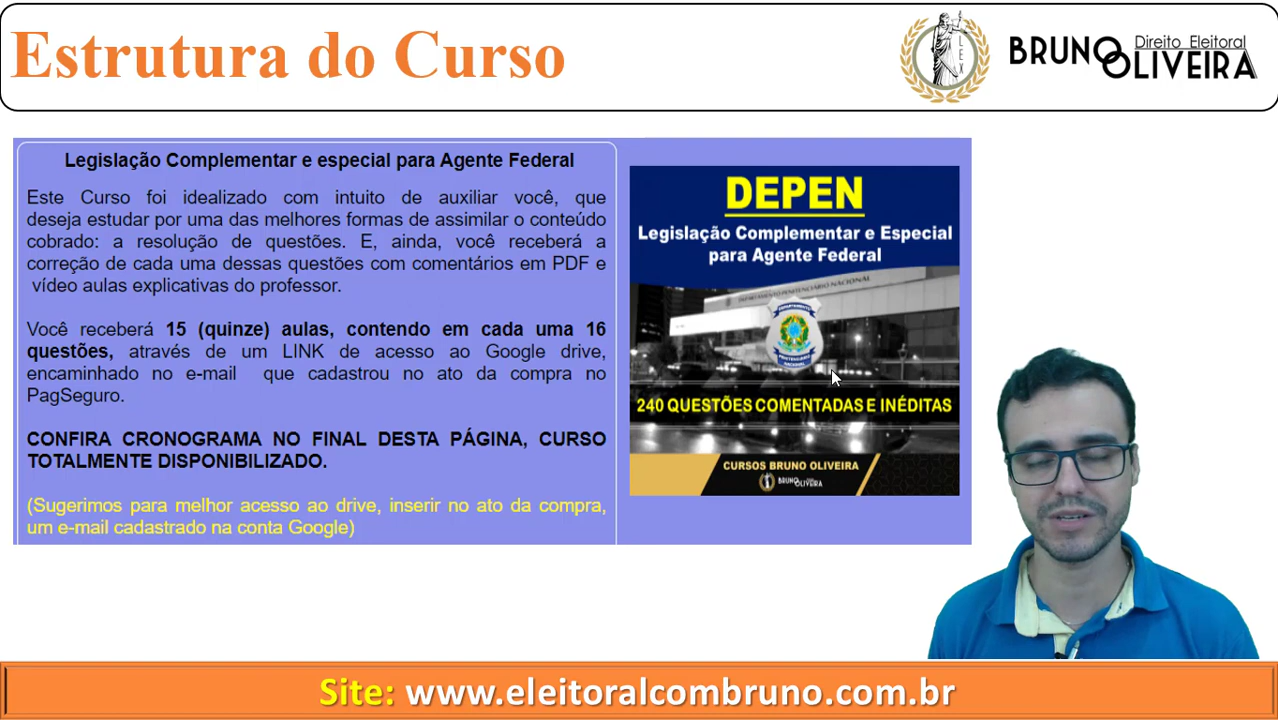 Estrutura do Curso
LEX
BRUNO OLIVEIRA
Direito Eleitoral
Legislação Complementar e especial para Agente Federal
Este Curso foi idealizado com intuito de auxiliar você, que
deseja estudar por uma das melhores formas de assimilar o conteúdo
cobrado: a resolução de questões. E, ainda, você receberá a
correção de cada uma dessas questões com comentários em PDF e
vídeo aulas explicativas do professor.
Você receberá 15 (quinze) aulas, contendo em cada uma 16
questões, através de um LINK de acesso ao Google drive,
encaminhado no e-mail que cadastrou no ato da compra no
PagSeguro.
CONFIRA CRONOGRAMA NO FINAL DESTA PÁGINA, CURSO
TOTALMENTE DISPONIBILIZADO.
(Sugerimos para melhor acesso ao drive, inserir no ato da compra,
um e-mail cadastrado na conta Google)
DEPEN
Legislação Complementar e Especial
para Agente Federal
DEPARTAMENTO PENITENCIÁRIO NACIONAL
240 QUESTÕES COMENTADAS E INÉDITAS
CURSOS BRUNO OLIVEIRA
BRUNO OLIVEIRA
Site: www.eleitoralcombruno.com.br